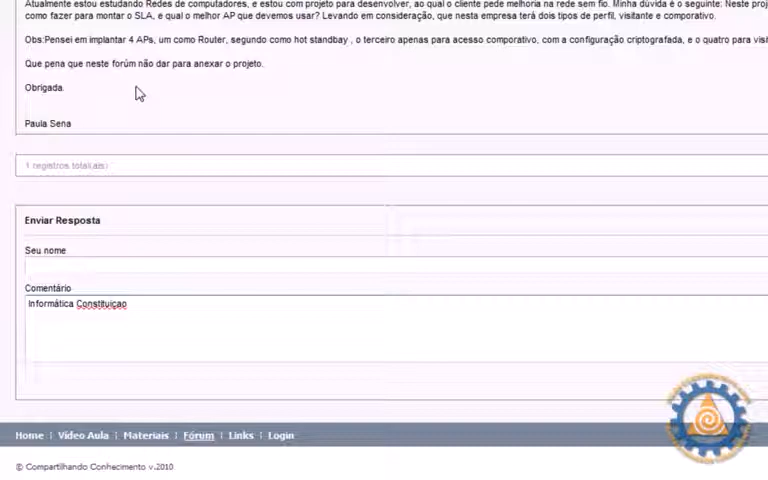 Atualmente estou estudando Redes de computadores, e estou com projeto para desenvolver, ao qual o cliente pede melhoria na rede sem fio. Minha dúvida é o seguinte: Neste proj
como fazer para montar o SLA, e qual o melhor AP que devemos usar? Levando em consideração, que nesta empresa terá dois tipos de perfil, visitante e comporativo.
Obs:Pensei em implantar 4 APs, um como Router, segundo como hot standbay , o terceiro apenas para acesso comporativo, com a configuração criptografada, e o quatro para visi
Que pena que neste forúm não dar para anexar o projeto.
Obrigada.
Paula Sena
1 registros total(ais)
Enviar Resposta
Seu nome
Comentário
Informática Constituiçao
Home | Vídeo Aula | Materiais | Fórum | Links | Login
© Compartilhando Conhecimento v.2010